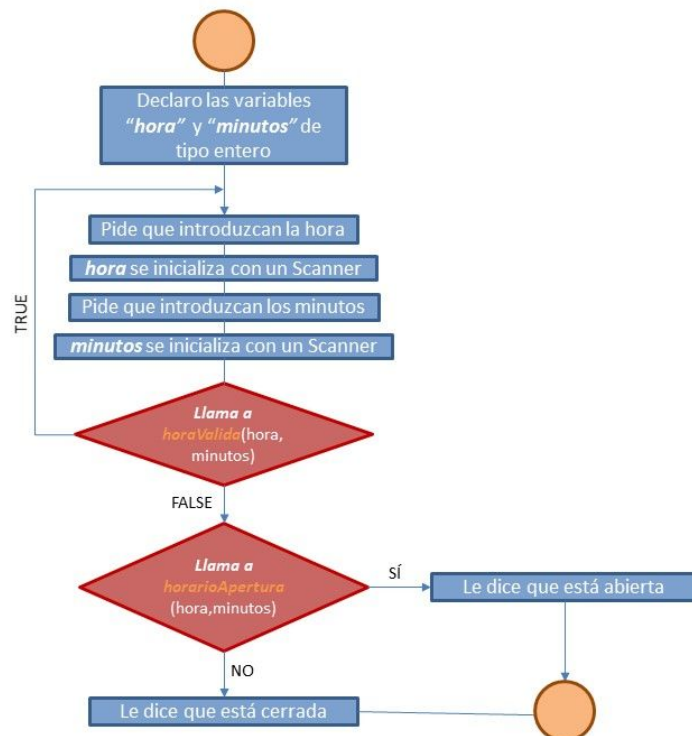 Declaro las variables
“hora” y “minutos” de
tipo entero
Pide que introduzcan la hora
hora se inicializa con un Scanner
Pide que introduzcan los minutos
minutos se inicializa con un Scanner
TRUE
Llama a
horaValida(hora,
minutos)
FALSE
Llama a
horarioApertura
(hora,minutos)
SÍ
Le dice que está abierta
NO
Le dice que está cerrada